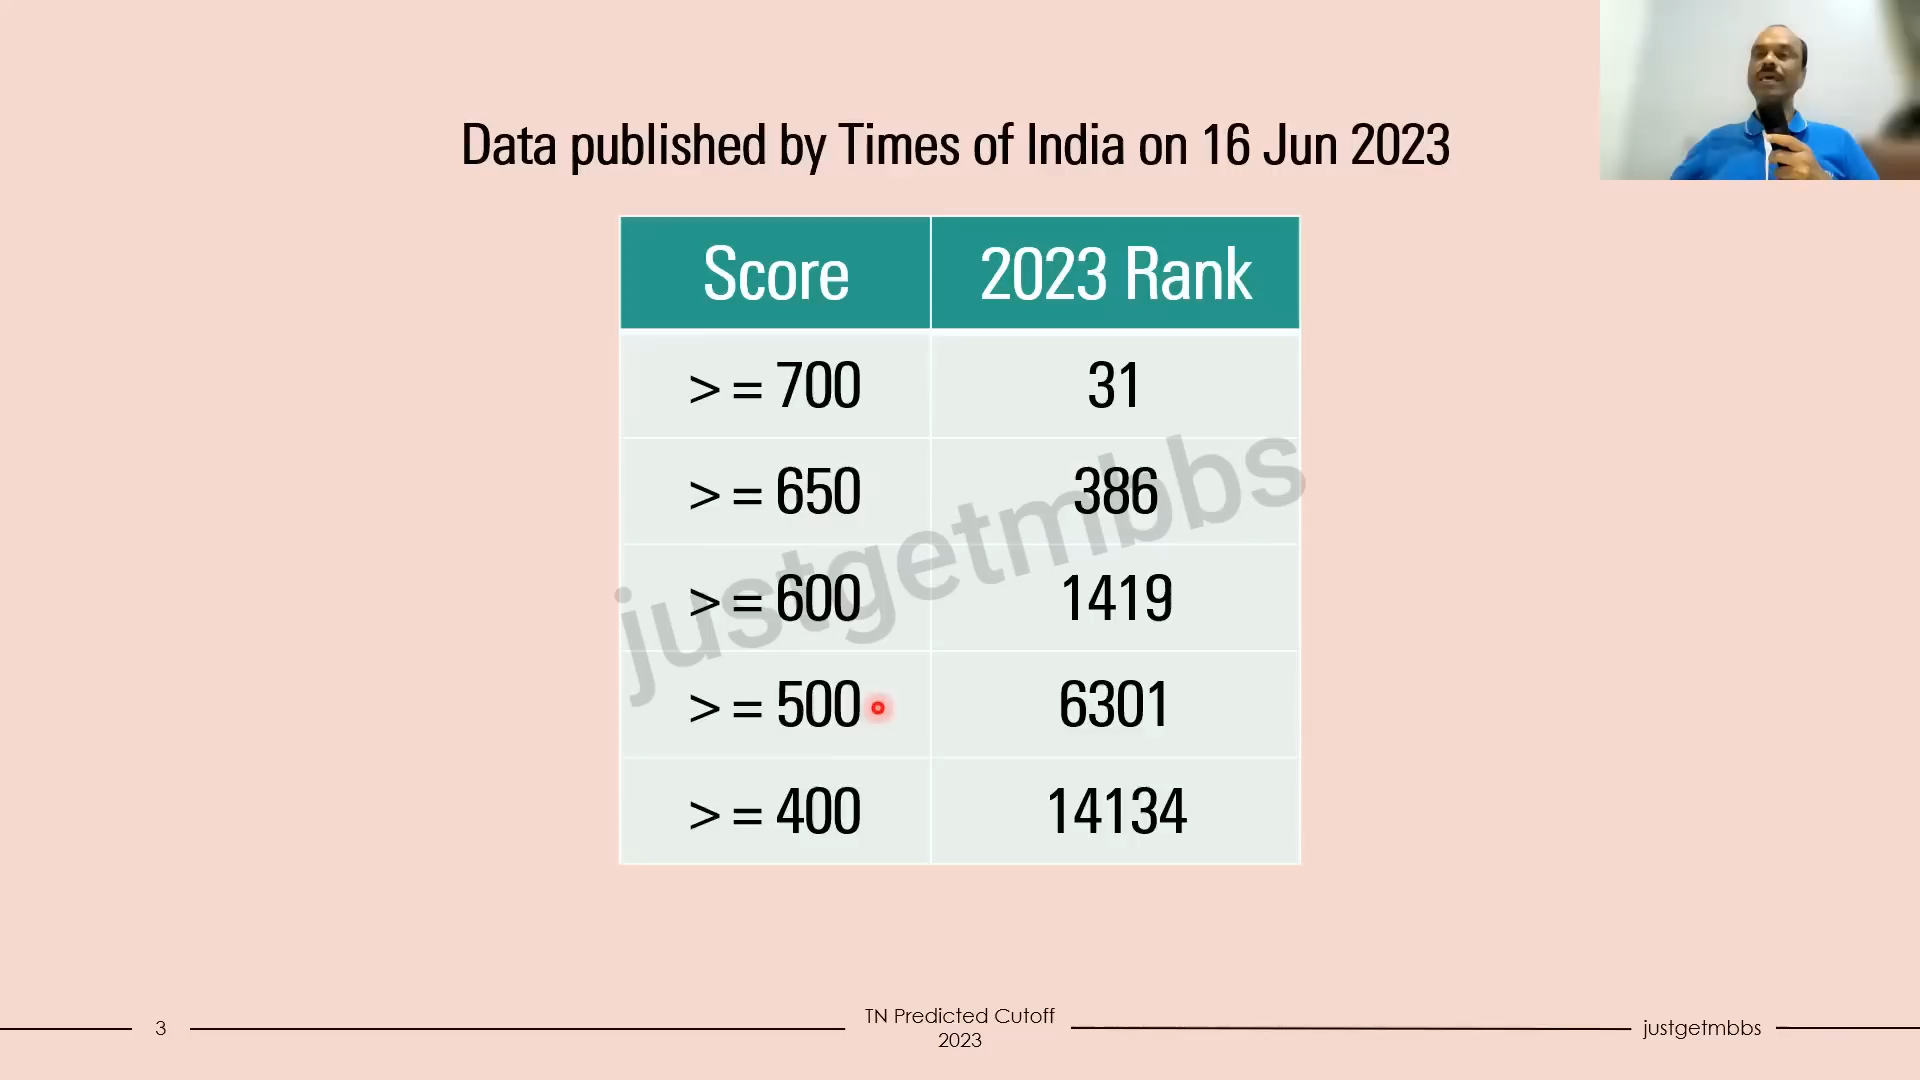 Data published by Times of India on 16 Jun 2023
Score 2023 Rank
> = 700 31
> = 650 386
> = 600 1419
> = 500 6301
> = 400 14134
justgetmbbs
3
TN Predicted Cutoff
2023
justgetmbbs